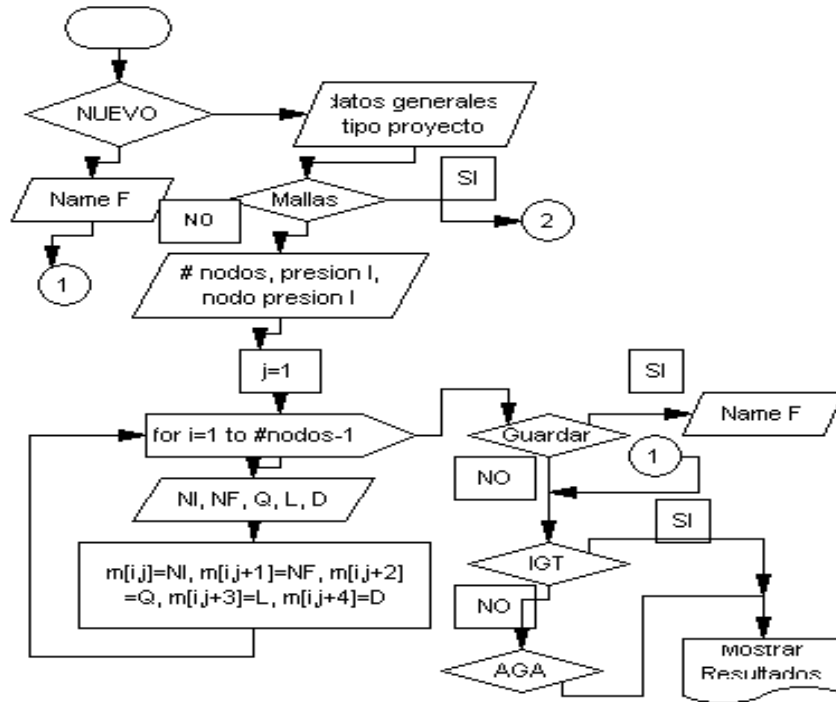 NUEVO
datos generales
tipo proyecto
Name F
N0
Mallas
SI
2
1
# nodos, presion I,
nodo presion I
j=1
SI
for i=1 to #nodos-1
Guardar
Name F
1
NO
NI, NF, Q, L, D
SI
IGT
m[i,j]=NI, m[i,j+1]=NF, m[i,j+2]
=Q, m[i,j+3]=L, m[i,j+4]=D
NO
AGA
Mostrar
Resultados